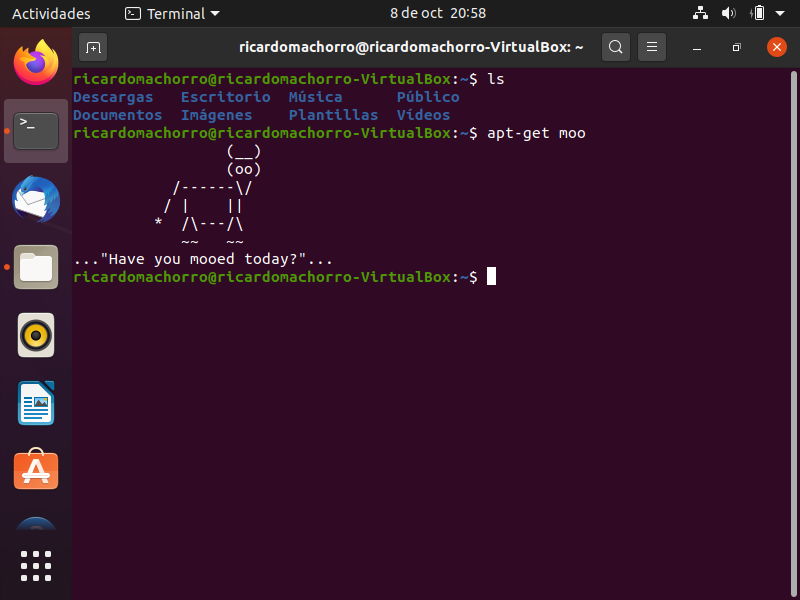 Actividades Terminal 8 de oct 20:58
ricardomachorro@ricardomachorro-VirtualBox: ~
ricardomachorro@ricardomachorro-VirtualBox:~$ ls
Descargas   Escritorio  Música      Público
Documentos  Imágenes    Plantillas  Vídeos
ricardomachorro@ricardomachorro-VirtualBox:~$ apt-get moo
                 (__)
                 (oo)
           /------\/
          / |    ||
         *  /\---/\
            ~~   ~~
..."Have you mooed today?"...
ricardomachorro@ricardomachorro-VirtualBox:~$